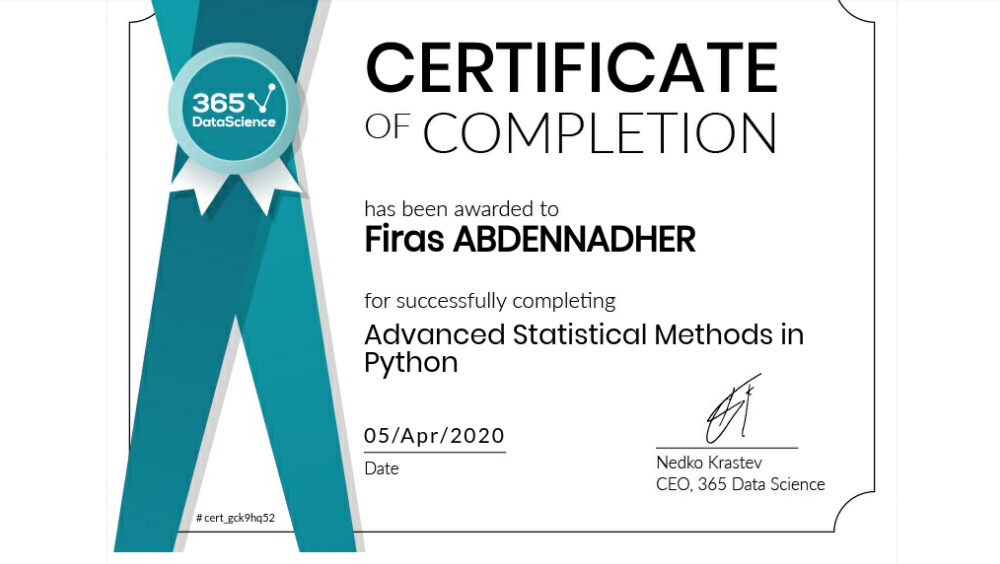 365
DataScience
CERTIFICATE
OF COMPLETION
has been awarded to
Firas ABDENNADHER
for successfully completing
Advanced Statistical Methods in
Python
05/Apr/2020
Date
Nedko Krastev
CEO, 365 Data Science
#cert_gck9hq52